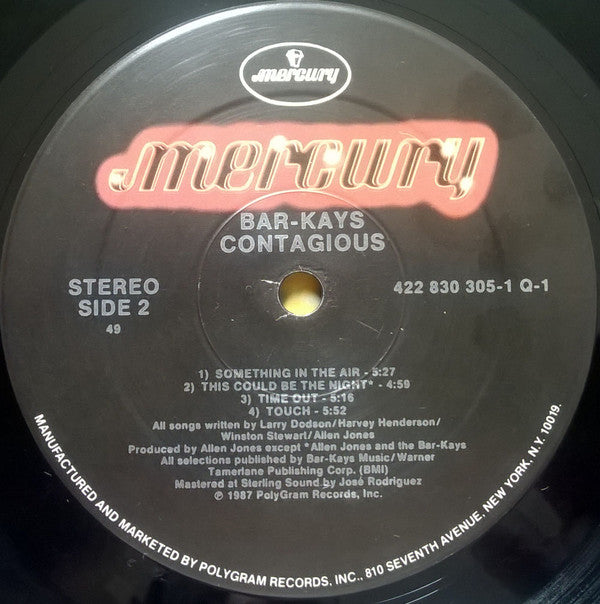 mercury
mercury
BAR-KAYS
CONTAGIOUS
STEREO
SIDE 2
49
422 830 305-1 Q-1
1) SOMETHING IN THE AIR - 5:27
2) THIS COULD BE THE NIGHT* - 4:59
3) TIME OUT - 5:16
4) TOUCH - 5:52
All songs written by Larry Dodson/Harvey Henderson/
Winston Stewart/Allen Jones
Produced by Allen Jones except *Allen Jones and the Bar-Kays
All selections published by Bar-Kays Music/Warner
Tamerlane Publishing Corp. (BMI)
Mastered at Sterling Sound by José Rodriguez
℗ 1987 PolyGram Records, Inc.
MANUFACTURED AND MARKETED BY POLYGRAM RECORDS, INC., 810 SEVENTH AVENUE, NEW YORK, N.Y. 10019.